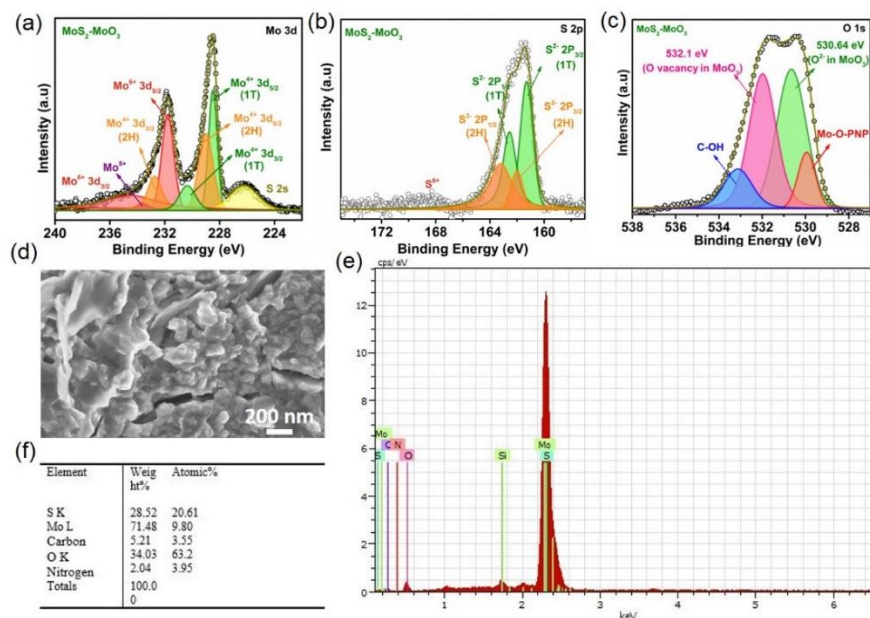 (a)
MoS2-MoO3
Mo 3d
Mo6+ 3d5/2
Mo4+ 3d5/2
(1T)
Mo4+ 3d3/2
(2H)
Mo4+ 3d5/2
(2H)
Mo5+
Mo6+ 3d3/2
Mo4+ 3d3/2
(1T)
S 2s
Intensity (a.u)
240 236 232 228 224
Binding Energy (eV)
(b)
MoS2-MoO3
S 2p
S2- 2P3/2
(1T)
S2- 2P
(1T)
S2- 2P1/2
(2H)
S2- 2P3/2
(2H)
S6+
Intensity (a.u)
172 168 164 160
Binding Energy (eV)
(c)
MoS2-MoO3
O 1s
532.1 eV
(O vacancy in MoO3)
530.64 eV
(O2- in MoO3)
C-OH
Mo-O-PNP
Intensity (a.u)
538 536 534 532 530 528
Binding Energy (eV)
(d)
200 nm
(e)
cps/eV
12
10
8
6
4
2
0
Mo
S C N O
Si
Mo
S
1 2 3 4 5 6
keV
(f)
Element Weig Atomic%
ht%
S K 28.52 20.61
Mo L 71.48 9.80
Carbon 5.21 3.55
O K 34.03 63.2
Nitrogen 2.04 3.95
Totals 100.0
0